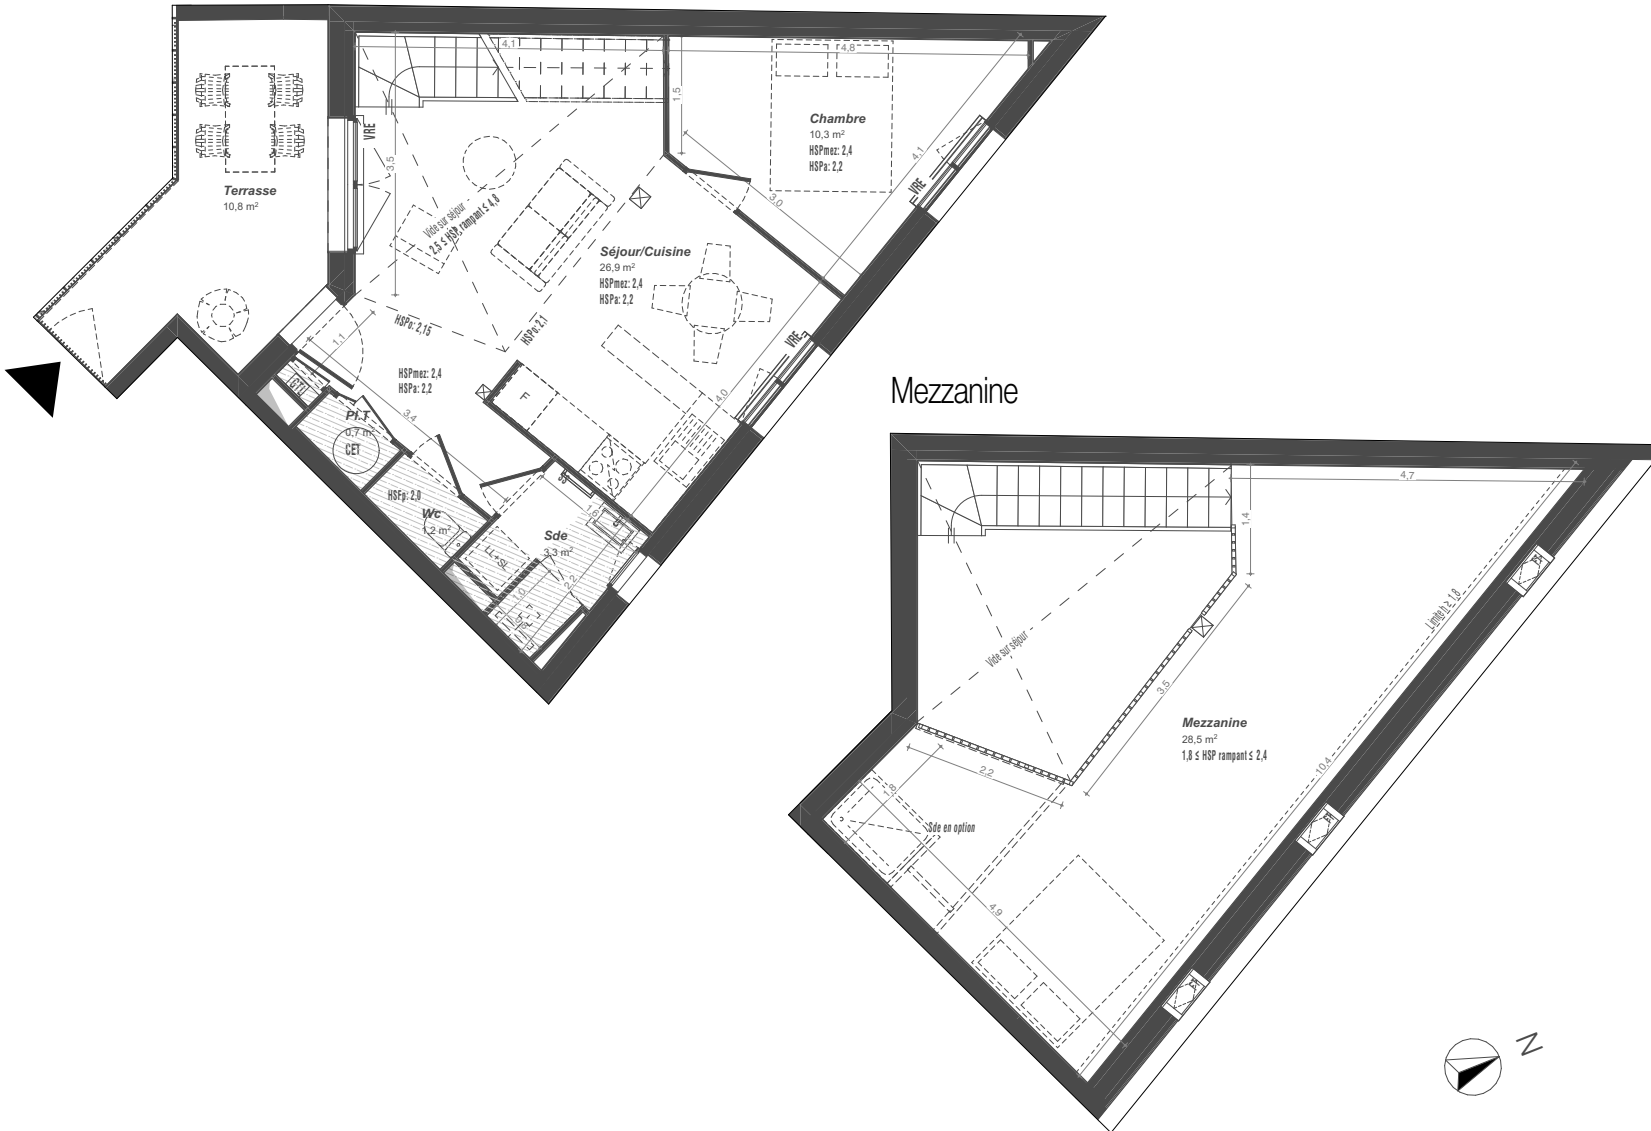 4,1
4,8
1,5
VRE
3,5
Chambre
10,3 m²
HSPmez: 2,4
HSPa: 2,2
4,1
VRE
3,0
Terrasse
10,8 m²
Vide sur séjour
2,5 ≤ HSP rampant ≤ 4,8
Séjour/Cuisine
26,9 m²
HSPmez: 2,4
HSPa: 2,2
HSPo: 2,15
HSPo: 2,1
1,1
VRE
HSPmez: 2,4
HSPa: 2,2
Mezzanine
GTL
F
4,0
3,4
Pl.T
0,7 m²
CET
HSFp: 2,0
Wc
1,2 m²
1,6
Sde
3,3 m²
LL+SL
2,2
1,0
4,7
1,4
Limite h ≥ 1,8
Vide sur séjour
3,5
Mezzanine
28,5 m²
1,8 ≤ HSP rampant ≤ 2,4
2,2
10,4
1,8
Sde en option
4,9
N